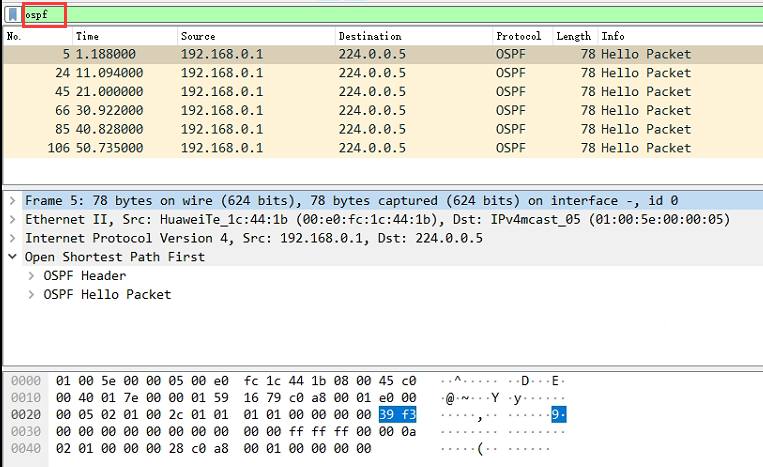 ospf
No. Time Source Destination Protocol Length Info
5 1.188000 192.168.0.1 224.0.0.5 OSPF 78 Hello Packet
24 11.094000 192.168.0.1 224.0.0.5 OSPF 78 Hello Packet
45 21.000000 192.168.0.1 224.0.0.5 OSPF 78 Hello Packet
66 30.922000 192.168.0.1 224.0.0.5 OSPF 78 Hello Packet
85 40.828000 192.168.0.1 224.0.0.5 OSPF 78 Hello Packet
106 50.735000 192.168.0.1 224.0.0.5 OSPF 78 Hello Packet
Frame 5: 78 bytes on wire (624 bits), 78 bytes captured (624 bits) on interface -, id 0
Ethernet II, Src: HuaweiTe_1c:44:1b (00:e0:fc:1c:44:1b), Dst: IPv4mcast_05 (01:00:5e:00:00:05)
Internet Protocol Version 4, Src: 192.168.0.1, Dst: 224.0.0.5
Open Shortest Path First
OSPF Header
OSPF Hello Packet
0000 01 00 5e 00 00 05 00 e0 fc 1c 44 1b 08 00 45 c0 ··^····· ··D···E·
0010 00 40 01 7e 00 00 01 59 16 79 c0 a8 00 01 e0 00 ·@·~···Y ·y······
0020 00 05 02 01 00 2c 01 01 01 01 00 00 00 00 39 f3 ·····,·· ······9·
0030 00 00 00 00 00 00 00 00 00 00 ff ff ff 00 00 0a ········ ········
0040 02 01 00 00 00 28 c0 a8 00 01 00 00 00 00 ·····(·· ······